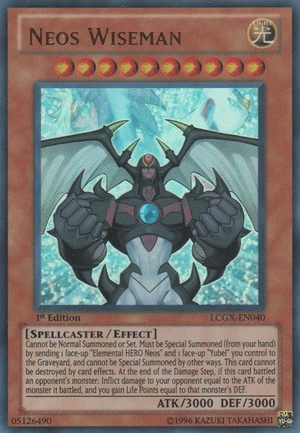 NEOS WISEMAN
LIGHT
光
1st Edition
LCGX-EN040
[SPELLCASTER / EFFECT]
Cannot be Normal Summoned or Set. Must be Special Summoned (from your hand)
by sending 1 face-up "Elemental HERO Neos" and 1 face-up "Yubel" you control to
the Graveyard, and cannot be Special Summoned by other ways. This card cannot
be destroyed by card effects. At the end of the Damage Step, if this card battled
an opponent's monster: Inflict damage to your opponent equal to the ATK of
the monster it battled, and you gain Life Points equal to that monster's DEF.
ATK/3000 DEF/3000
05126490
©1996 KAZUKI TAKAHASHI